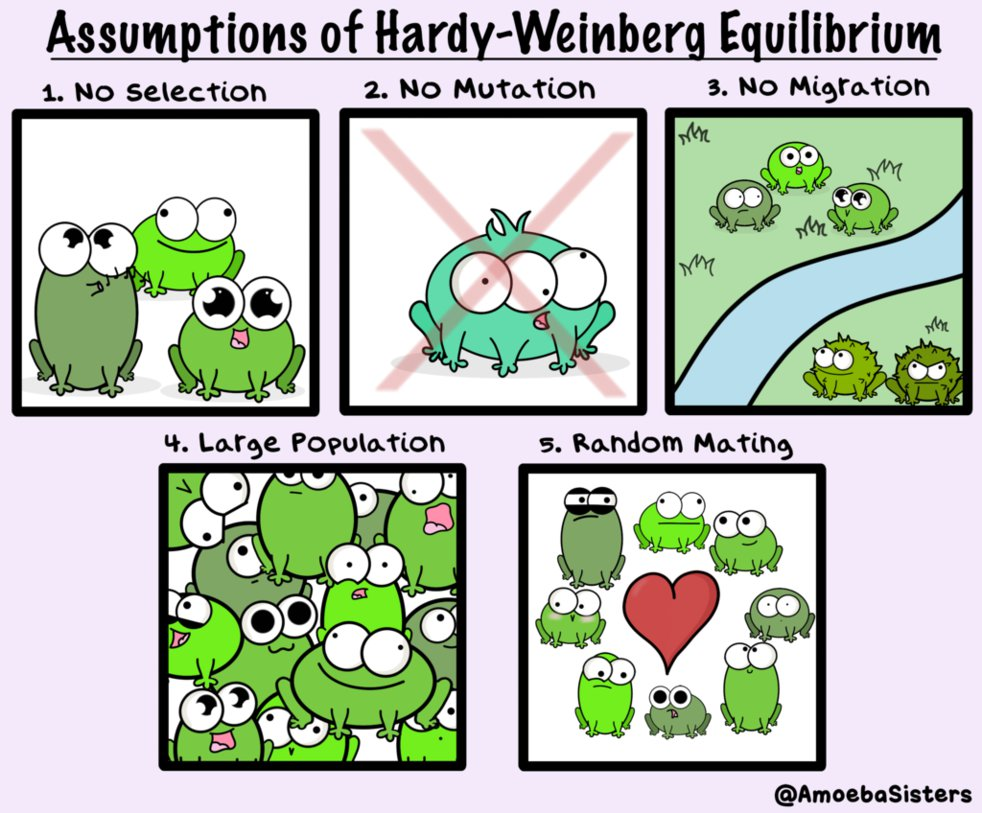 Assumptions of Hardy-Weinberg Equilibrium
1. No Selection
2. No Mutation
3. No Migration
4. Large Population
5. Random Mating
@AmoebaSisters